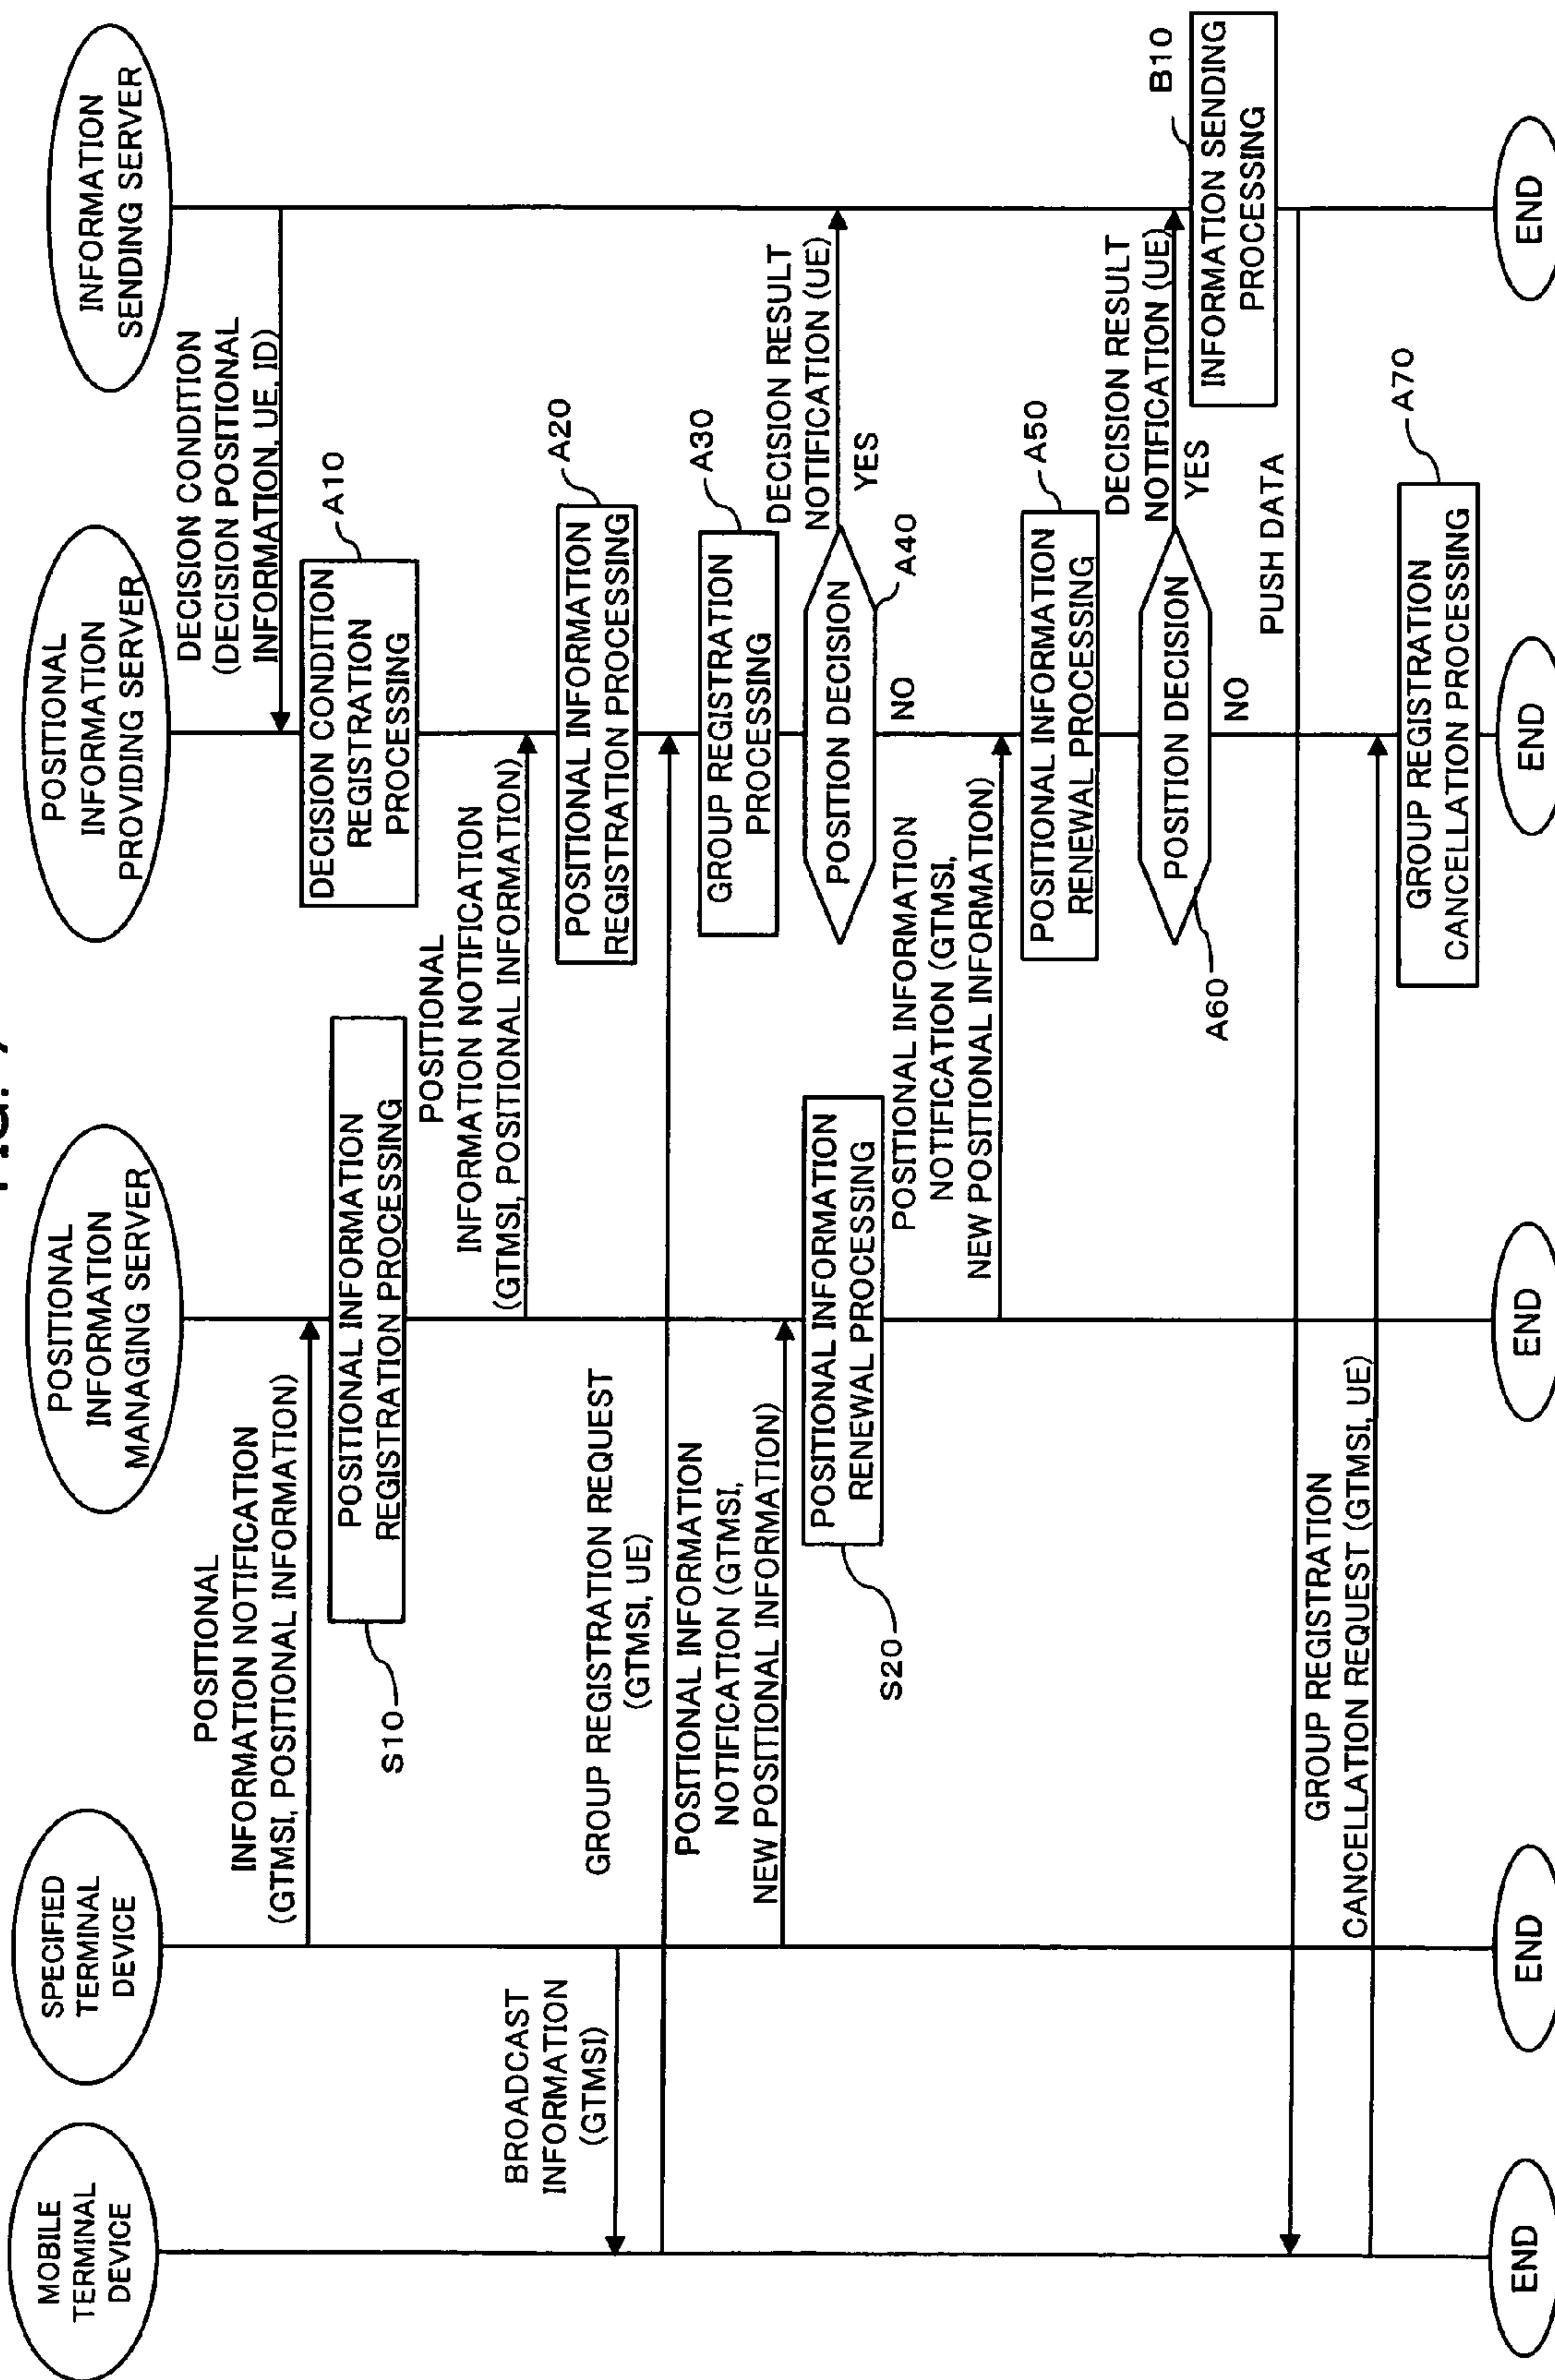 MOBILE
TERMINAL
DEVICE
SPECIFIED
TERMINAL
DEVICE
POSITIONAL
INFORMATION
MANAGING SERVER
POSITIONAL
INFORMATION
PROVIDING SERVER
INFORMATION
SENDING SERVER
DECISION CONDITION
(DECISION POSITIONAL
INFORMATION, UE, ID)
A10
DECISION CONDITION
REGISTRATION
PROCESSING
POSITIONAL
INFORMATION NOTIFICATION
(GTMSI, POSITIONAL INFORMATION)
POSITIONAL INFORMATION
REGISTRATION PROCESSING
S10
POSITIONAL
INFORMATION NOTIFICATION
(GTMSI, POSITIONAL INFORMATION)
A20
POSITIONAL INFORMATION
REGISTRATION PROCESSING
BROADCAST
INFORMATION
(GTMSI)
GROUP REGISTRATION REQUEST
(GTMSI, UE)
A30
GROUP REGISTRATION
PROCESSING
DECISION RESULT
NOTIFICATION (UE)
YES
POSITION DECISION
A40
NO
POSITIONAL INFORMATION
NOTIFICATION (GTMSI,
NEW POSITIONAL INFORMATION)
POSITIONAL INFORMATION
RENEWAL PROCESSING
S20
POSITIONAL INFORMATION
NOTIFICATION (GTMSI,
NEW POSITIONAL INFORMATION)
A50
POSITIONAL INFORMATION
RENEWAL PROCESSING
DECISION RESULT
NOTIFICATION (UE)
YES
POSITION DECISION
A60
NO
B10
INFORMATION SENDING
PROCESSING
PUSH DATA
GROUP REGISTRATION
CANCELLATION REQUEST (GTMSI, UE)
A70
GROUP REGISTRATION
CANCELLATION PROCESSING
END
END
END
END
END